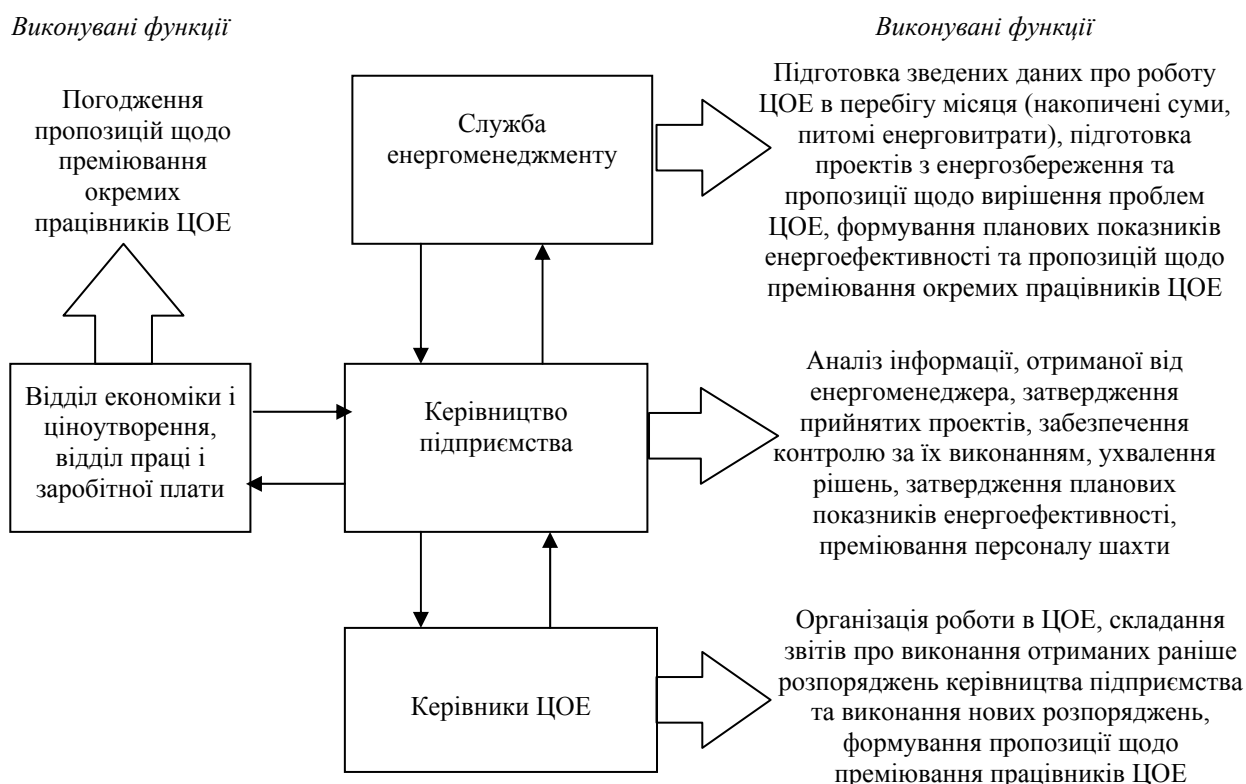 Виконувані функції
Виконувані функції
Погодження
пропозицій щодо
преміювання
окремих
працівників ЦОЕ
Служба
енергоменеджменту
Підготовка зведених даних про роботу
ЦОЕ в перебігу місяця (накопичені суми,
питомі енерговитрати), підготовка
проектів з енергозбереження та
пропозиції щодо вирішення проблем
ЦОЕ, формування планових показників
енергоефективності та пропозицій щодо
преміювання окремих працівників ЦОЕ
Відділ економіки і
ціноутворення,
відділ праці і
заробітної плати
Керівництво
підприємства
Аналіз інформації, отриманої від
енергоменеджера, затвердження
прийнятих проектів, забезпечення
контролю за їх виконанням, ухвалення
рішень, затвердження планових
показників енергоефективності,
преміювання персоналу шахти
Керівники ЦОЕ
Організація роботи в ЦОЕ, складання
звітів про виконання отриманих раніше
розпоряджень керівництва підприємства
та виконання нових розпоряджень,
формування пропозиції щодо
преміювання працівників ЦОЕ